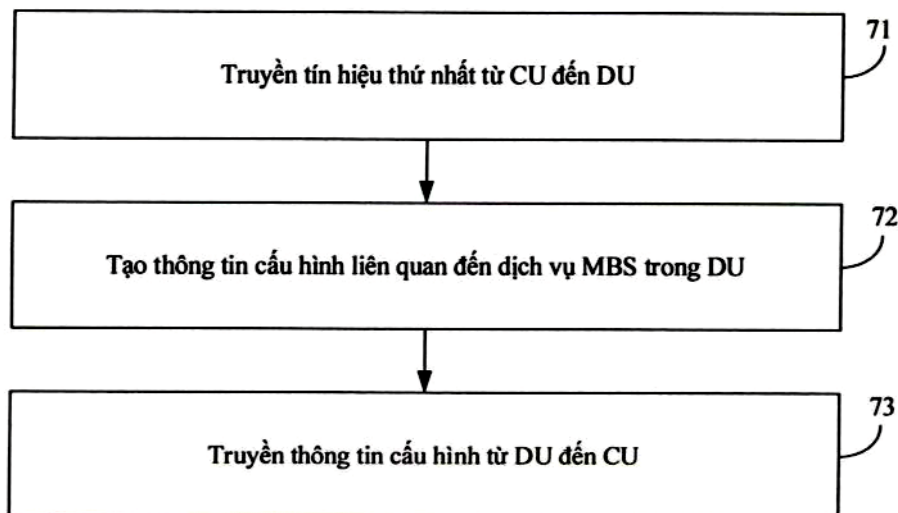 71
Truyền tín hiệu thứ nhất từ CU đến DU
72
Tạo thông tin cấu hình liên quan đến dịch vụ MBS trong DU
73
Truyền thông tin cấu hình từ DU đến CU